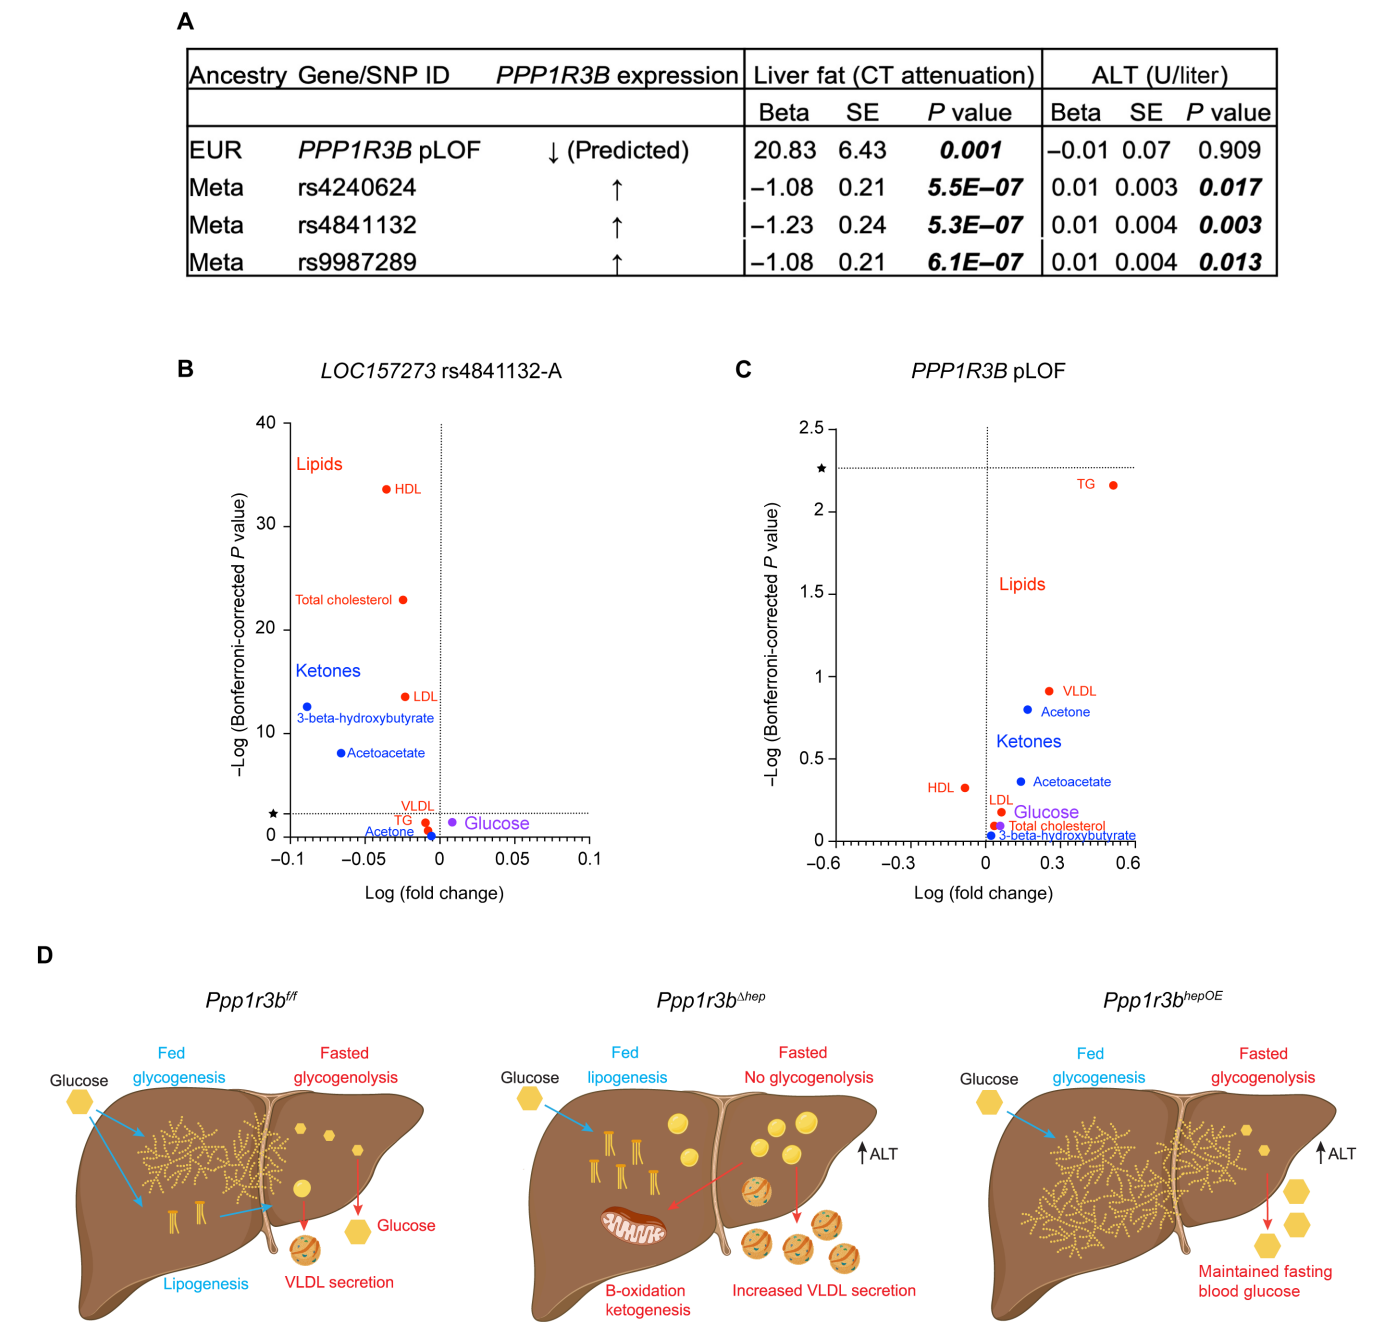 A
Ancestry Gene/SNP ID PPP1R3B expression Liver fat (CT attenuation) ALT (U/liter)
Beta SE P value Beta SE P value
EUR PPP1R3B pLOF ↓ (Predicted) 20.83 6.43 0.001 −0.01 0.07 0.909
Meta rs4240624 ↑ −1.08 0.21 5.5E−07 0.01 0.003 0.017
Meta rs4841132 ↑ −1.23 0.24 5.3E−07 0.01 0.004 0.003
Meta rs9987289 ↑ −1.08 0.21 6.1E−07 0.01 0.004 0.013
B
LOC157273 rs4841132-A
−Log (Bonferroni-corrected P value)
40
30
20
10
★
0
Lipids
HDL
Total cholesterol
Ketones
LDL
3-beta-hydroxybutyrate
Acetoacetate
VLDL
TG
Acetone
Glucose
−0.1 −0.05 0 0.05 0.1
Log (fold change)
C
PPP1R3B pLOF
−Log (Bonferroni-corrected P value)
2.5
★
2
1.5
1
0.5
0
TG
Lipids
VLDL
Acetone
Ketones
Acetoacetate
HDL
LDL
Glucose
Total cholesterol
3-beta-hydroxybutyrate
−0.6 −0.3 0 0.3 0.6
Log (fold change)
D
Ppp1r3bf/f
Fed
glycogenesis
Fasted
glycogenolysis
Glucose
Glucose
Lipogenesis
VLDL secretion
Ppp1r3bΔhep
Fed
lipogenesis
Fasted
No glycogenolysis
Glucose
ALT
B-oxidation
ketogenesis
Increased VLDL secretion
Ppp1r3bhepOE
Fed
glycogenesis
Fasted
glycogenolysis
Glucose
ALT
Maintained fasting
blood glucose